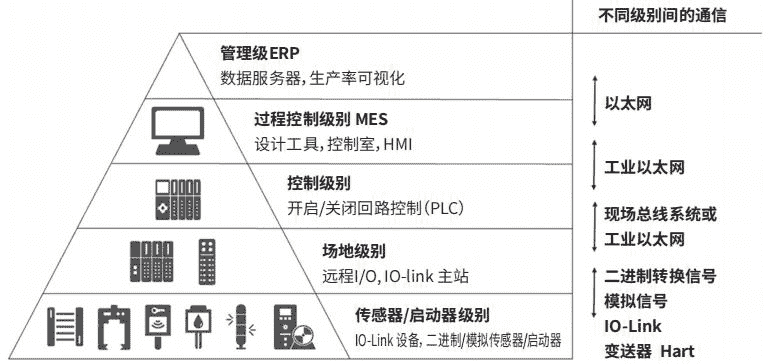 不同级别间的通信
管理级ERP
数据服务器，生产率可视化
以太网
过程控制级别 MES
设计工具，控制室，HMI
工业以太网
控制级别
开启/关闭回路控制（PLC）
现场总线系统或
工业以太网
场地级别
远程I/O，IO-link 主站
二进制转换信号
模拟信号
IO-Link
变送器 Hart
传感器/启动器级别
IO-Link 设备，二进制/模拟传感器/启动器